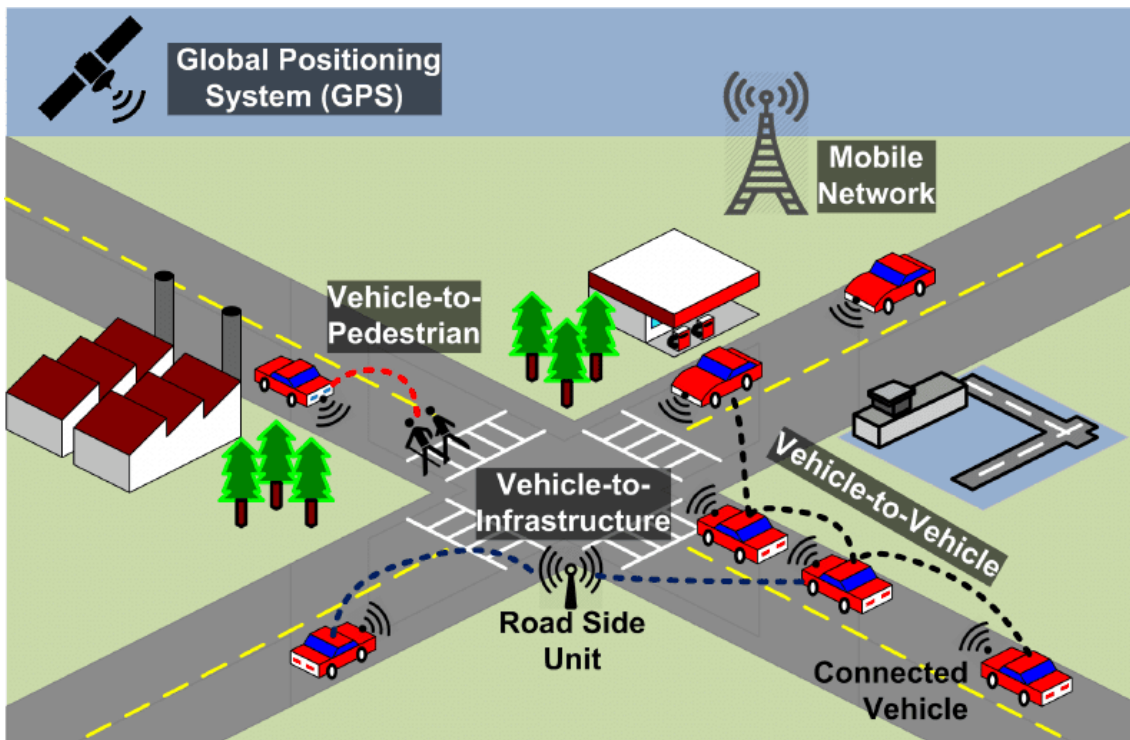 Global Positioning
System (GPS)
Mobile
Network
Vehicle-to-
Pedestrian
Vehicle-to-
Infrastructure
Vehicle-to-Vehicle
Road Side
Unit
Connected
Vehicle